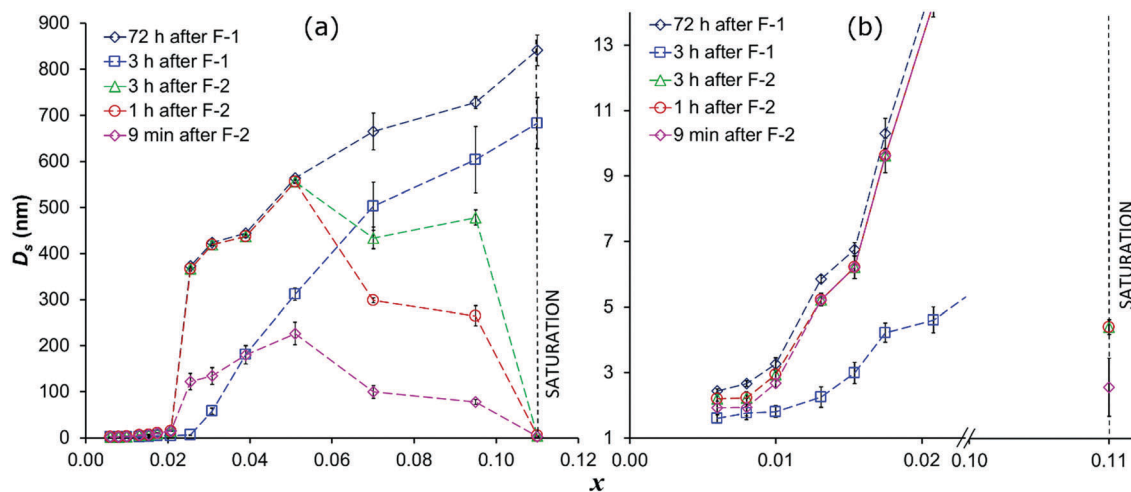 (a)
72 h after F-1
3 h after F-1
3 h after F-2
1 h after F-2
9 min after F-2
900
800
700
600
500
400
300
200
100
0
D_s (nm)
SATURATION
0.00 0.02 0.04 0.06 0.08 0.10 0.12
(b)
72 h after F-1
3 h after F-1
3 h after F-2
1 h after F-2
9 min after F-2
13
11
9
7
5
3
1
SATURATION
0.00 0.01 0.02 0.10 0.11
x